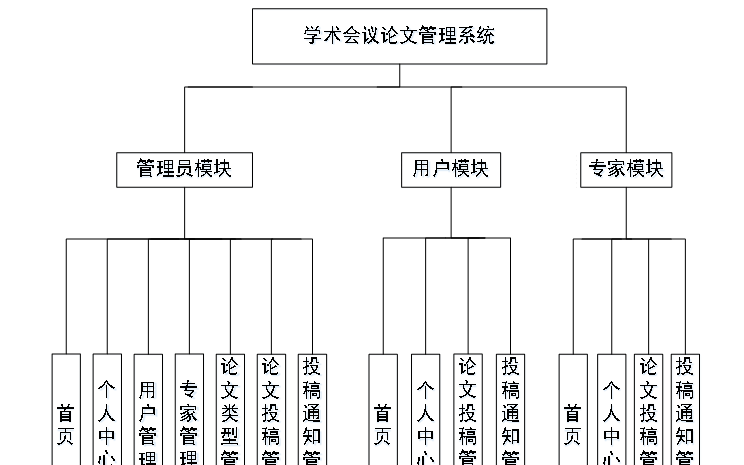 学术会议论文管理系统
管理员模块
用户模块
专家模块
首页
个人中心
用户管理
专家管理
论文类型管
论文投稿管
投稿通知管
首页
个人中心
论文投稿管
投稿通知管
首页
个人中心
论文投稿管
投稿通知管